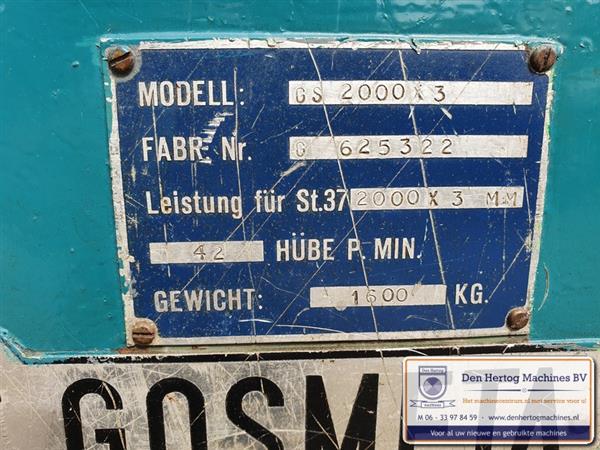 MODELL: GS 2000 X 3
FABR. Nr. G 625322
Leistung für St.37 2000 X 3 MM
42 HÜBE P. MIN.
GEWICHT: 1600 KG.
Den Hertog Machines BV
Het machinecentrum.nl met service voor u!
M 06 - 33 97 84 59 - www.denhertogmachines.nl
Voor al uw nieuwe en gebruikte machines